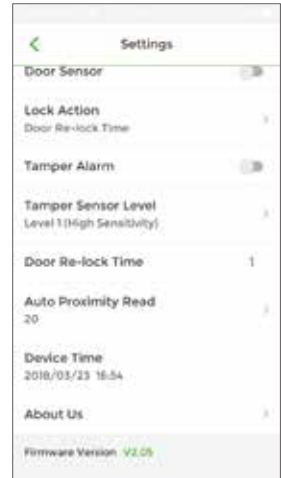 Settings
Door Sensor
Lock Action
Door Re-lock Time
Tamper Alarm
Tamper Sensor Level
Level 1 (High Sensitivity)
Door Re-lock Time 1
Auto Proximity Read
20
Device Time
2018/03/23 16:54
About Us
Firmware Version V2.05